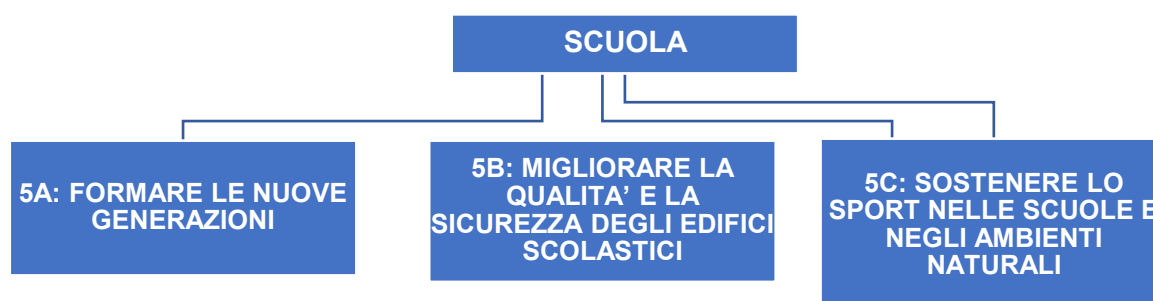 SCUOLA
5A: FORMARE LE NUOVE
GENERAZIONI
5B: MIGLIORARE LA
QUALITA’ E LA
SICUREZZA DEGLI EDIFICI
SCOLASTICI
5C: SOSTENERE LO
SPORT NELLE SCUOLE E
NEGLI AMBIENTI
NATURALI